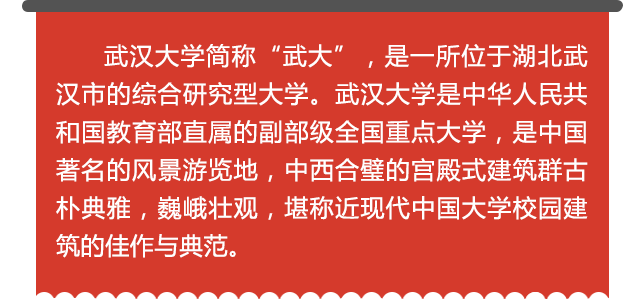 武汉大学简称“武大”，是一所位于湖北武
汉市的综合研究型大学。武汉大学是中华人民共
和国教育部直属的副部级全国重点大学，是中国
著名的风景游览地，中西合璧的宫殿式建筑群古
朴典雅，巍峨壮观，堪称近现代中国大学校园建
筑的佳作与典范。